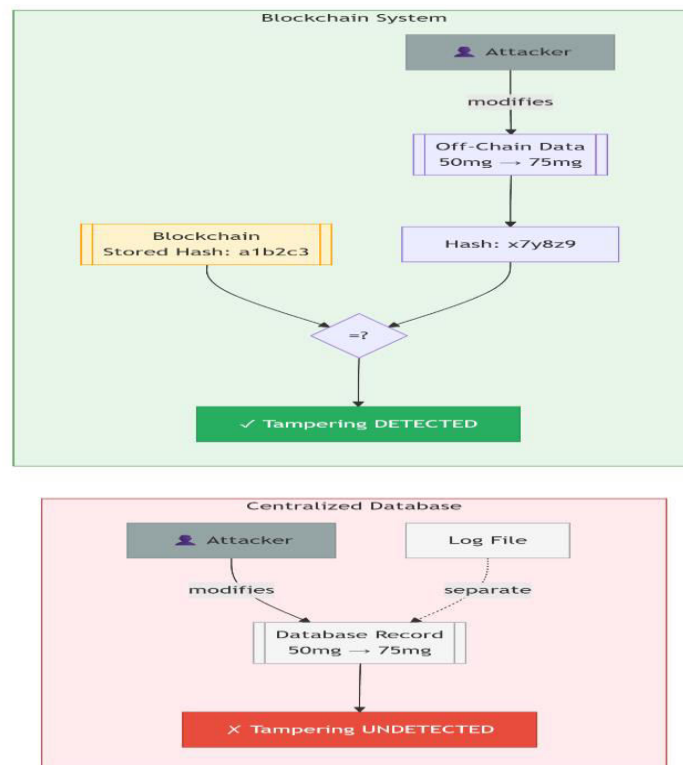 Blockchain System
👤 Attacker
modifies
Off-Chain Data
50mg → 75mg
Blockchain
Stored Hash: a1b2c3
Hash: x7y8z9
=?
✓ Tampering DETECTED
Centralized Database
👤 Attacker
Log File
modifies
separate
Database Record
50mg → 75mg
✗ Tampering UNDETECTED